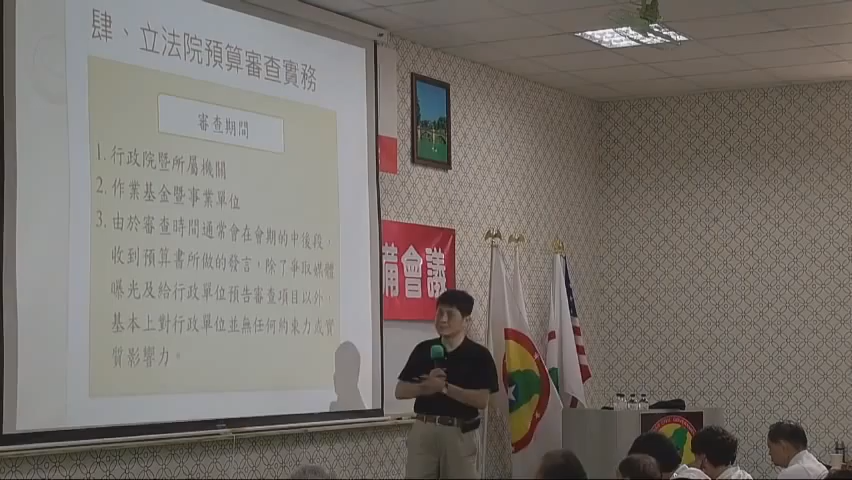 肆、立法院預算審查實務
審查期間
1. 行政院暨所屬機關
2. 作業基金暨事業單位
3. 由於審查時間通常會在會期的中後段，
收到預算書所做的發言，除了爭取媒體
曝光及給行政單位預告審查項目以外，
基本上對行政單位並無任何約束力或實
質影響力。
備會議